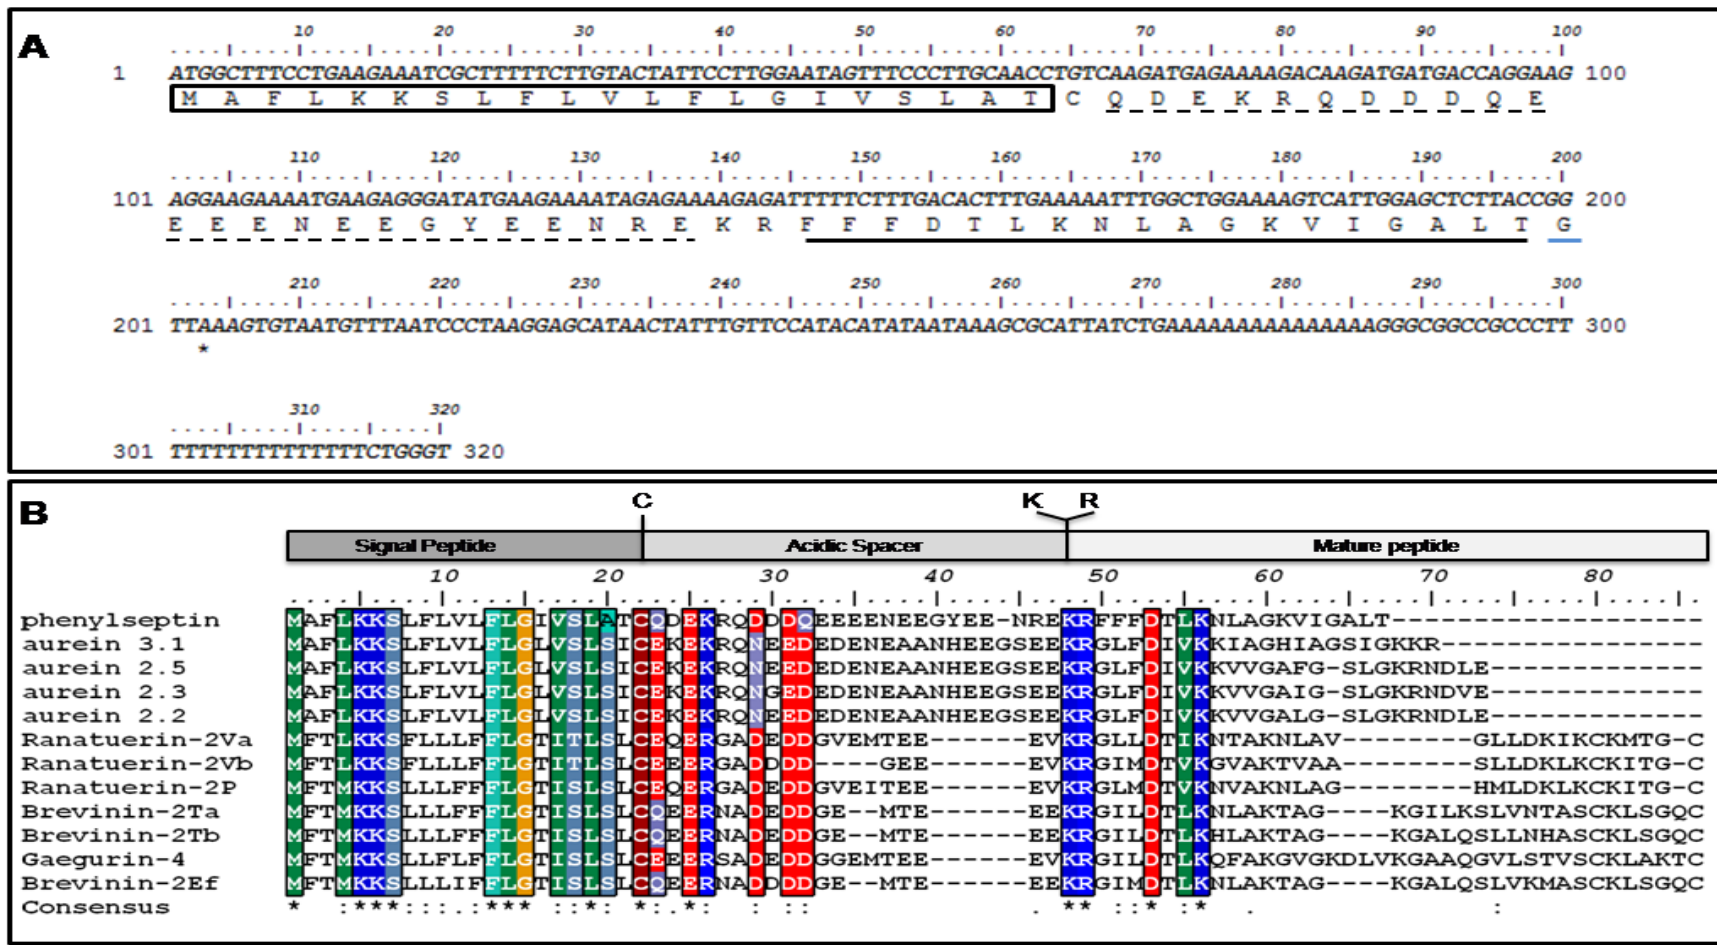 A
10 20 30 40 50 60 70 80 90 100
1 ATGGCTTTCCTGAAGAAATCGCTTTTTCTTGTACTATTCCTTGGAATAGTTTCCCTTGCAACCTGTCAAGATGAGAAAAGACAAGATGATGACCAGGAAG 100
M A F L K K S L F L V L F L G I V S L A T C Q D E K R Q D D D Q E
110 120 130 140 150 160 170 180 190 200
101 AGGAAGAAAATGAAGAGGGATATGAAGAAAATAGAGAAAAGAGATTTTTCTTTGACACTTTGAAAAATTTGGCTGGAAAAGTCATTGGAGCTCTTACCGG 200
E E E N E E G Y E E N R E K R F F F D T L K N L A G K V I G A L T G
210 220 230 240 250 260 270 280 290 300
201 TTAAAGTGTAATGTTTAATCCCTAAGGAGCATAACTATTTGTTCCATACATATAATAAAGCGCATTATCTGAAAAAAAAAAAAAAAGGGCGGCCGCCCTT 300
*
310 320
301 TTTTTTTTTTTTTTCTGGGT 320
B
C K R
Signal Peptide Acidic Spacer Mature peptide
10 20 30 40 50 60 70 80
phenylseptin MAFLKKSLFLVLFLGIVSLATCQDEKRQDDDQEEEENEEGYEE-NREKRFFFDTLKNLAGKVIGALT-------------------
aurein 3.1 MAFLKKSLFLVLFLGLVSLSICEKEKRQNEEDEDENEAANHEEGSEEKRGLFDIVKKIAGHIAGSIGKKR----------------
aurein 2.5 MAFLKKSLFLVLFLGLVSLSICEKEKRQNEEDEDENEAANHEEGSEEKRGLFDIVKKVVGAFG-SLGKRNDLE-------------
aurein 2.3 MAFLKKSLFLVLFLGLVSLSICEKEKRQNGEDEDENEAANHEEGSEEKRGLFDIVKKVVGAIG-SLGKRNDVE-------------
aurein 2.2 MAFLKKSLFLVLFLGLVSLSICEKEKRQNEEDEDENEAANHEEGSEEKRGLFDIVKKVVGALG-SLGKRNDLE-------------
Ranatuerin-2Va MFTLKKSFLLLFFLGTITLSLCEQERGADEDDGVEMTEE------EVKRGLLDTIKNTAKNLAV--------GLLDKIKCKMTG-C
Ranatuerin-2Vb MFTLKKSFLLLFFLGTITLSLCEEERGADDDD----GEE------EVKRGIMDTVKGVAKTVAA--------SLLDKLKCKITG-C
Ranatuerin-2P MFTMKKSLLLFFFLGTISLSLCEQERGADEDDGVEITEE------EVKRGLMDTVKNVAKNLAG--------HMLDKLKCKITG-C
Brevinin-2Ta MFTMKKSLLLFFFLGTISLSLCQEERNADEDDGE--MTE------EEKRGILDTLKNLAKTAG----KGILKSLVNTASCKLSGQC
Brevinin-2Tb MFTMKKSLLLFFFLGTISLSLCQEERNADEDDGE--MTE------EEKRGILDTLKHLAKTAG----KGALQSLLNHASCKLSGQC
Gaegurin-4 MFTMKKSLLFLFFLGTISLSLCEEERSADEDDGGEMTEE------EVKRGILDTLKQFAKGVGKDLVKGAAQGVLSTVSCKLAKTC
Brevinin-2Ef MFTMKKSLLLIFFLGTISLSLCQEERNADDDDGE--MTE------EEKRGIMDTLKNLAKTAG----KGALQSLVKMASCKLSGQC
Consensus * :***::::.:***  ::*: *:.*:  :  ::             . **  ::*  :*  .              :